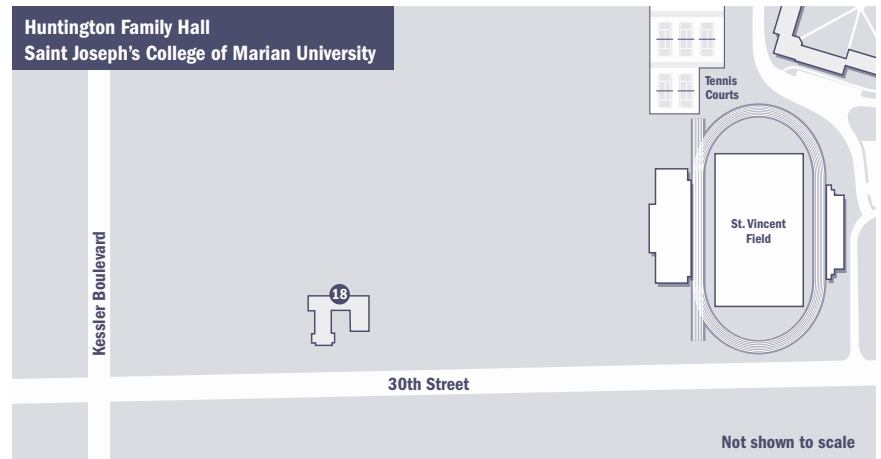 Huntington Family Hall
Saint Joseph's College of Marian University
Tennis
Courts
St. Vincent
Field
Kessler Boulevard
18
30th Street
Not shown to scale